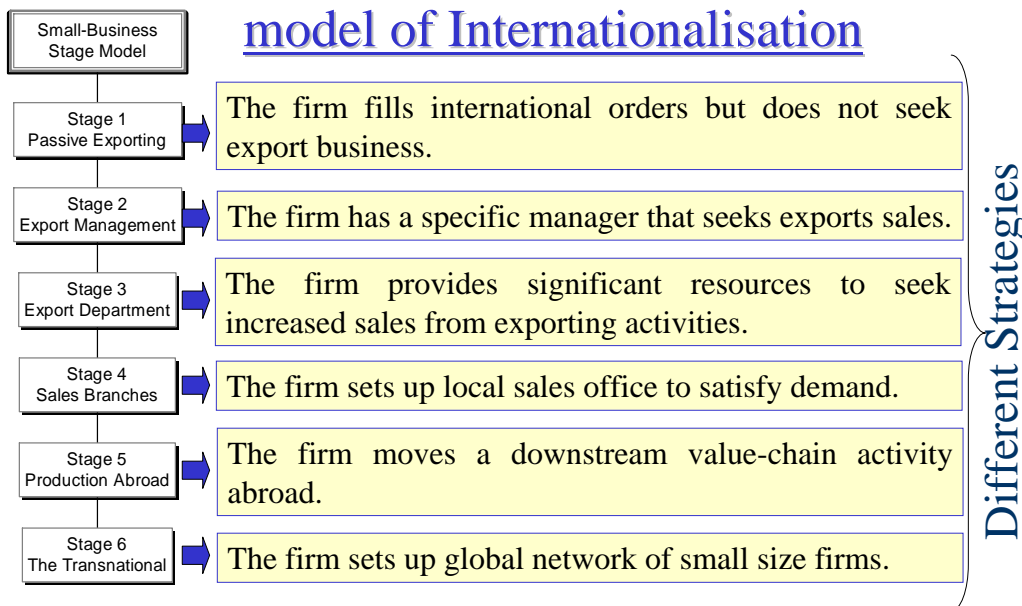 Small-Business
Stage Model
model of Internationalisation
Stage 1
Passive Exporting
The firm fills international orders but does not seek
export business.
Stage 2
Export Management
The firm has a specific manager that seeks exports sales.
Stage 3
Export Department
The firm provides significant resources to seek
increased sales from exporting activities.
Stage 4
Sales Branches
The firm sets up local sales office to satisfy demand.
Stage 5
Production Abroad
The firm moves a downstream value-chain activity
abroad.
Stage 6
The Transnational
The firm sets up global network of small size firms.
Different Strategies